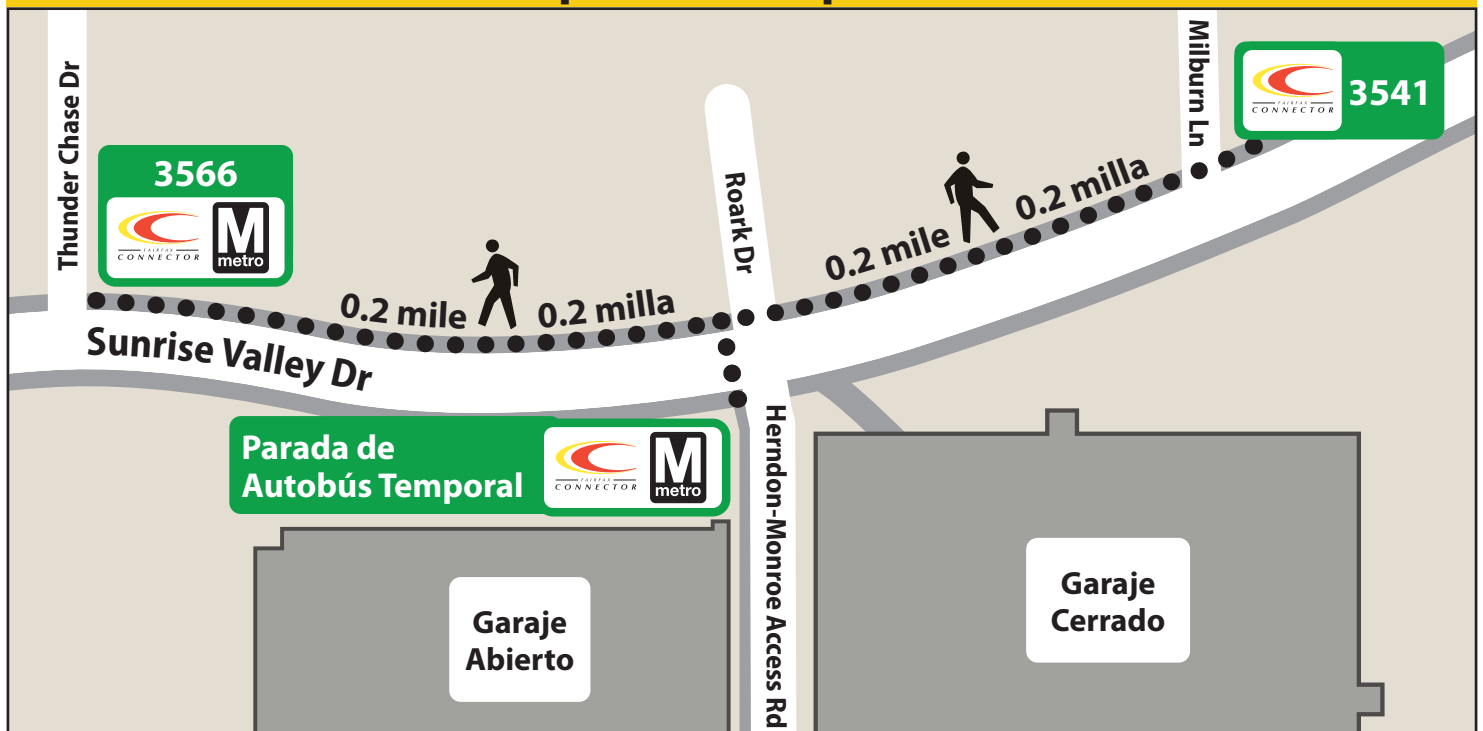 Thunder Chase Dr
3566
FAIRFAX
CONNECTOR
M
metro
0.2 mile
0.2 milla
Sunrise Valley Dr
Roark Dr
0.2 mile
0.2 milla
Milburn Ln
FAIRFAX
CONNECTOR
3541
Parada de
Autobús Temporal
FAIRFAX
CONNECTOR
M
metro
Herndon-Monroe Access Rd
Garaje
Abierto
Garaje
Cerrado